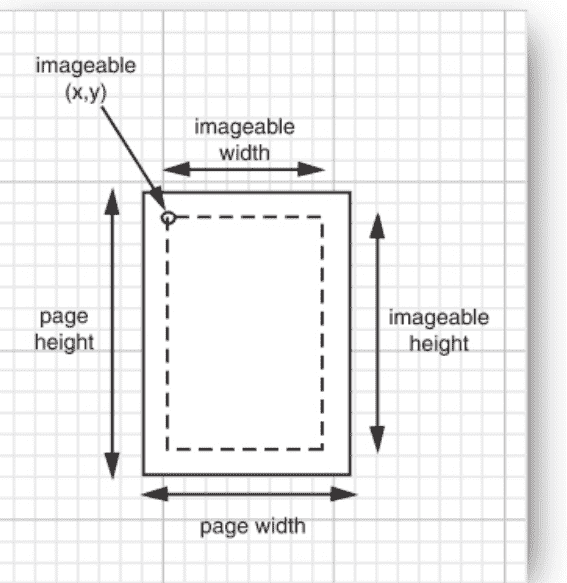 imageable
(x,y)
imageable
width
page
height
imageable
height
page width